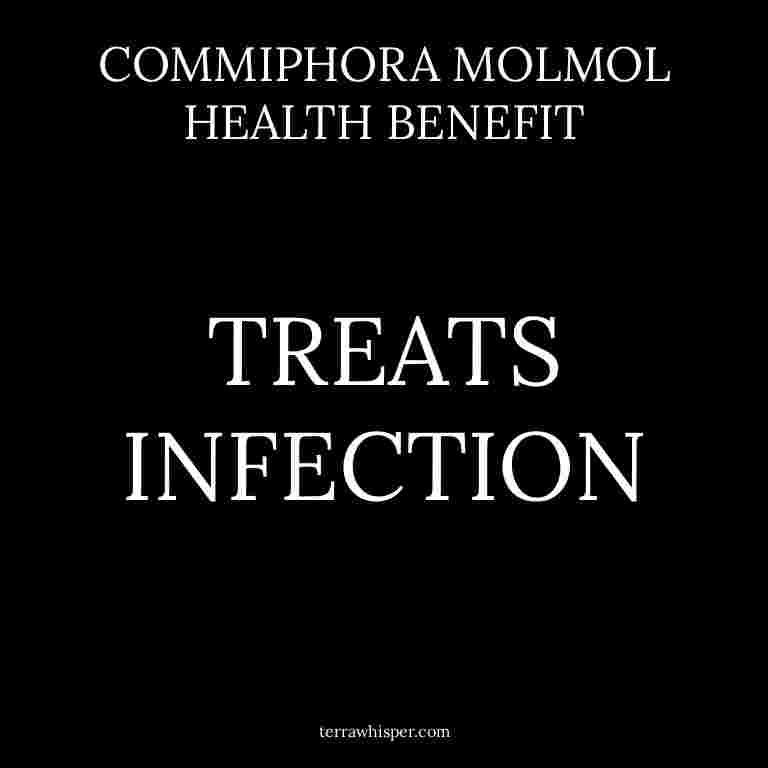 COMMIPHORA MOLMOL
HEALTH BENEFIT
TREATS
INFECTION
terrawhisper.com